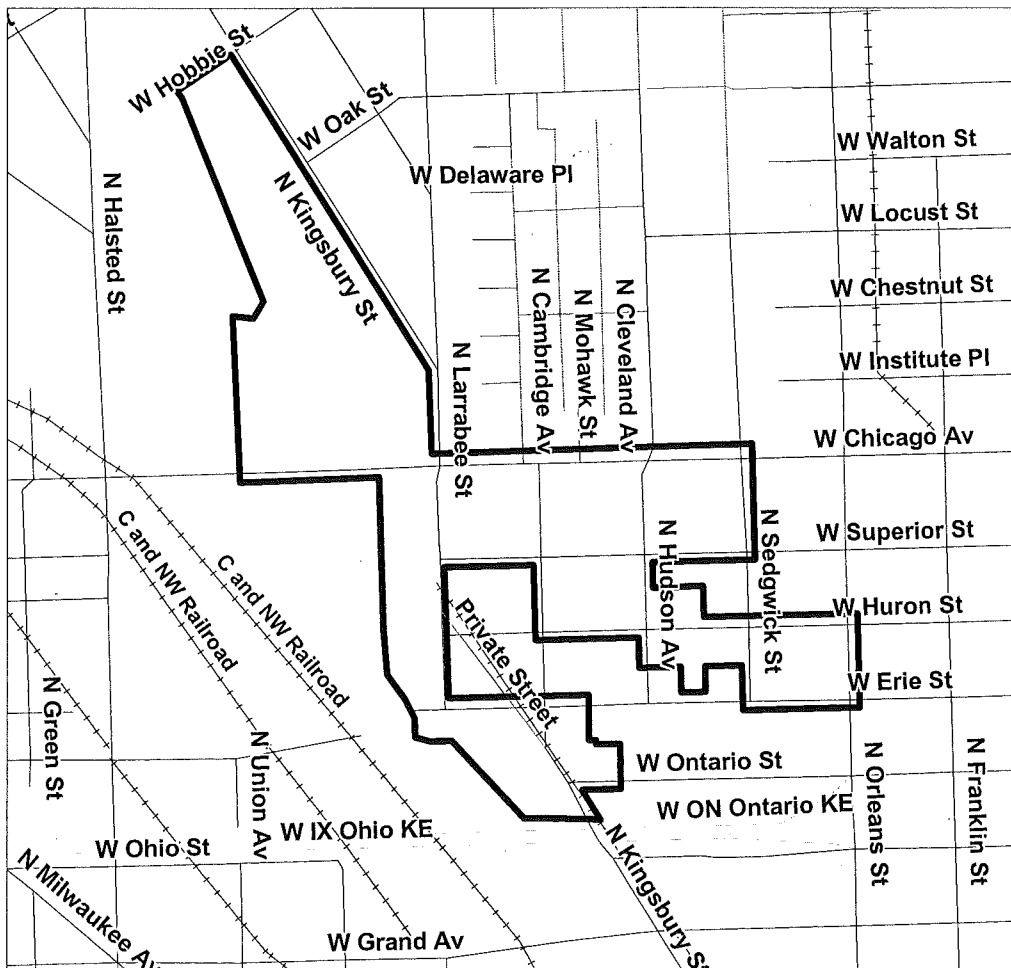 W Hobbie St
W Oak St
W Walton St
W Delaware Pl
N Halsted St
N Kingsbury St
W Locust St
W Chestnut St
N Cambridge Av
N Mohawk St
N Cleveland Av
N Larrabee St
W Institute Pl
W Chicago Av
C and NW Railroad
C and NW Railroad
N Hudson Av
N Sedgwick St
W Superior St
Private Street
W Huron St
W Erie St
N Green St
N Union Av
W Ontario St
N Orleans St
N Franklin St
W ON Ontario KE
W IX Ohio KE
W Ohio St
N Kingsbury St
N Milwaukee Av
W Grand Av